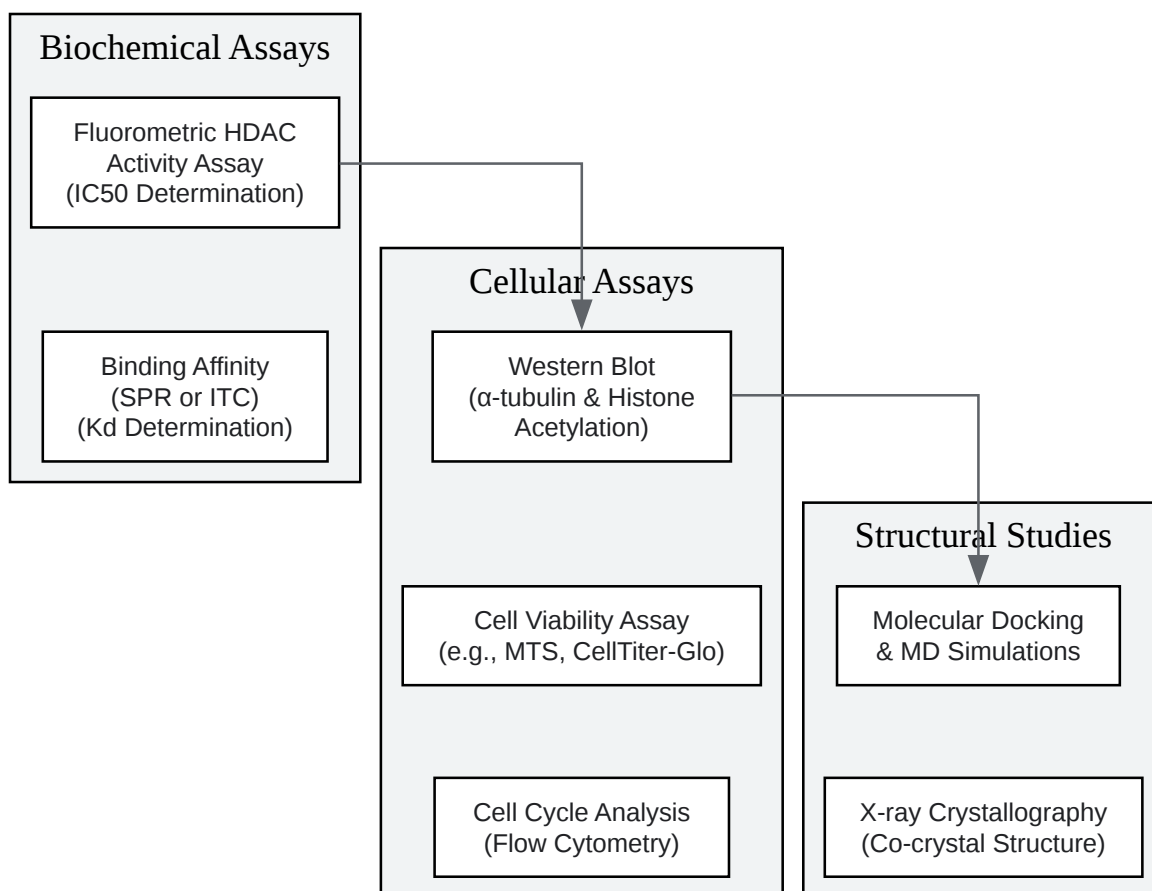 Biochemical Assays
Fluorometric HDAC
Activity Assay
(IC50 Determination)
Binding Affinity
(SPR or ITC)
(Kd Determination)
Cellular Assays
Western Blot
(α-tubulin & Histone
Acetylation)
Cell Viability Assay
(e.g., MTS, CellTiter-Glo)
Cell Cycle Analysis
(Flow Cytometry)
Structural Studies
Molecular Docking
& MD Simulations
X-ray Crystallography
(Co-crystal Structure)